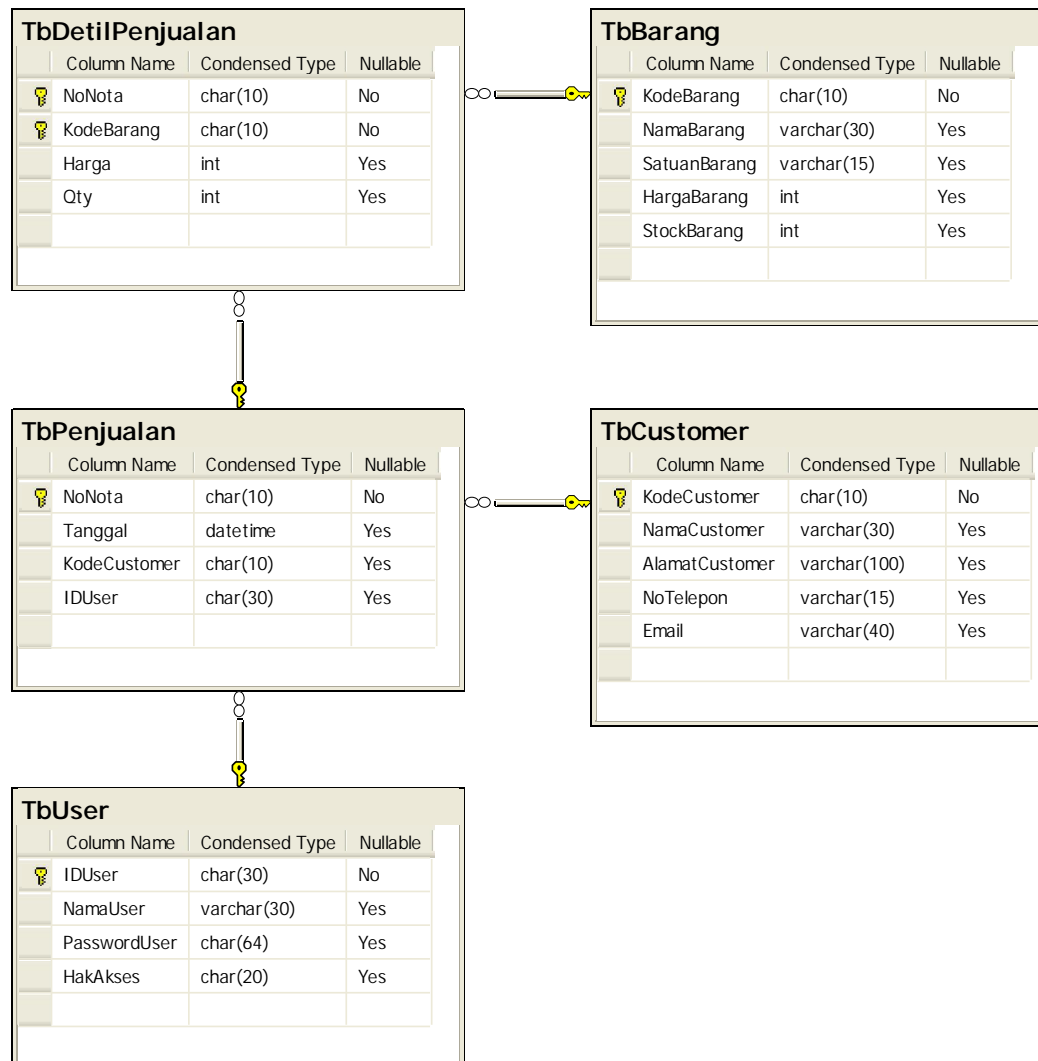 TbDetilPenjualan
Column Name Condensed Type Nullable
NoNota char(10) No
KodeBarang char(10) No
Harga int Yes
Qty int Yes
TbBarang
Column Name Condensed Type Nullable
KodeBarang char(10) No
NamaBarang varchar(30) Yes
SatuanBarang varchar(15) Yes
HargaBarang int Yes
StockBarang int Yes
TbPenjualan
Column Name Condensed Type Nullable
NoNota char(10) No
Tanggal datetime Yes
KodeCustomer char(10) Yes
IDUser char(30) Yes
TbCustomer
Column Name Condensed Type Nullable
KodeCustomer char(10) No
NamaCustomer varchar(30) Yes
AlamatCustomer varchar(100) Yes
NoTelepon varchar(15) Yes
Email varchar(40) Yes
TbUser
Column Name Condensed Type Nullable
IDUser char(30) No
NamaUser varchar(30) Yes
PasswordUser char(64) Yes
HakAkses char(20) Yes